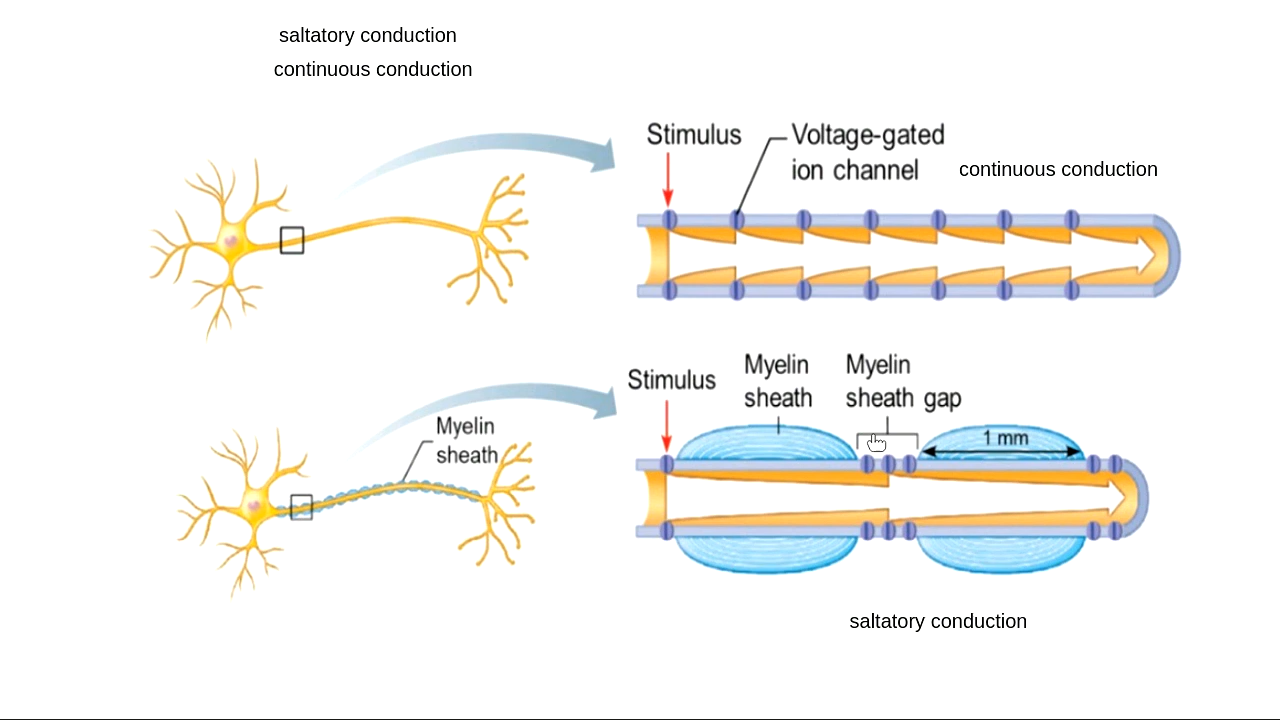 saltatory conduction
continuous conduction
Stimulus
Voltage-gated
ion channel
continuous conduction
Myelin
sheath
Stimulus
Myelin
sheath
Myelin
sheath gap
1 mm
saltatory conduction